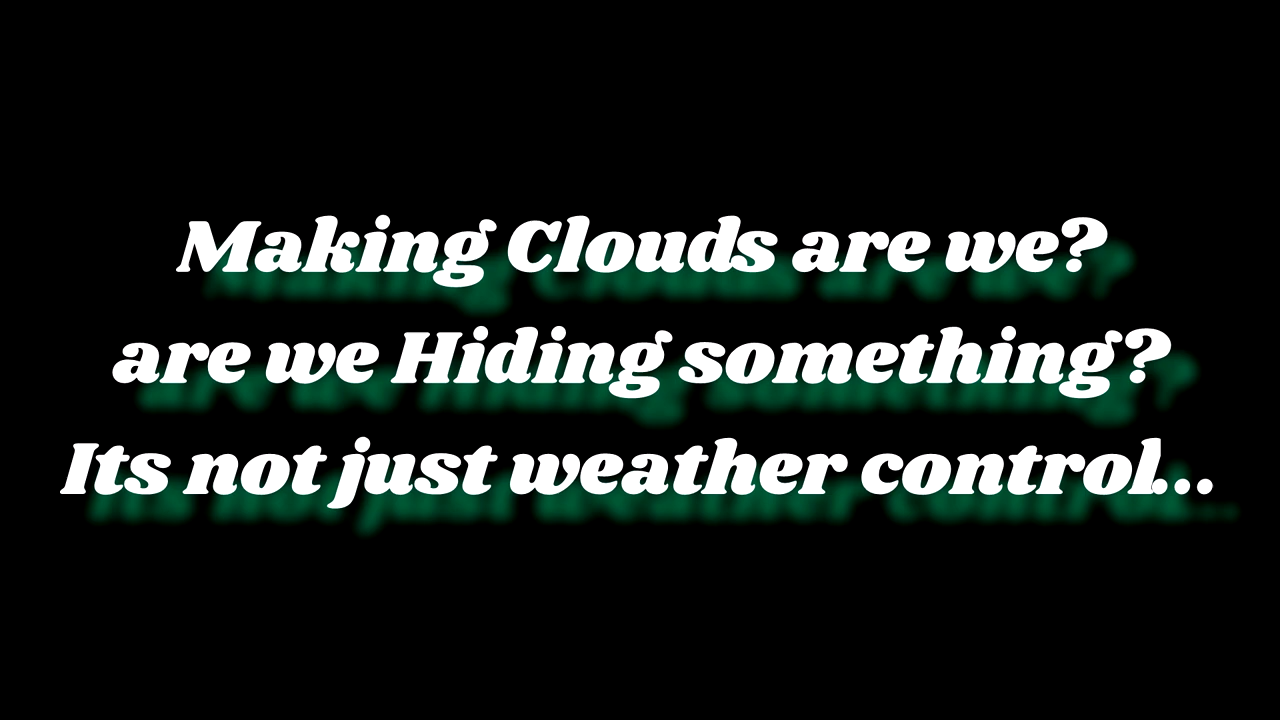 Making Clouds are we?
are we Hiding something?
Its not just weather control...